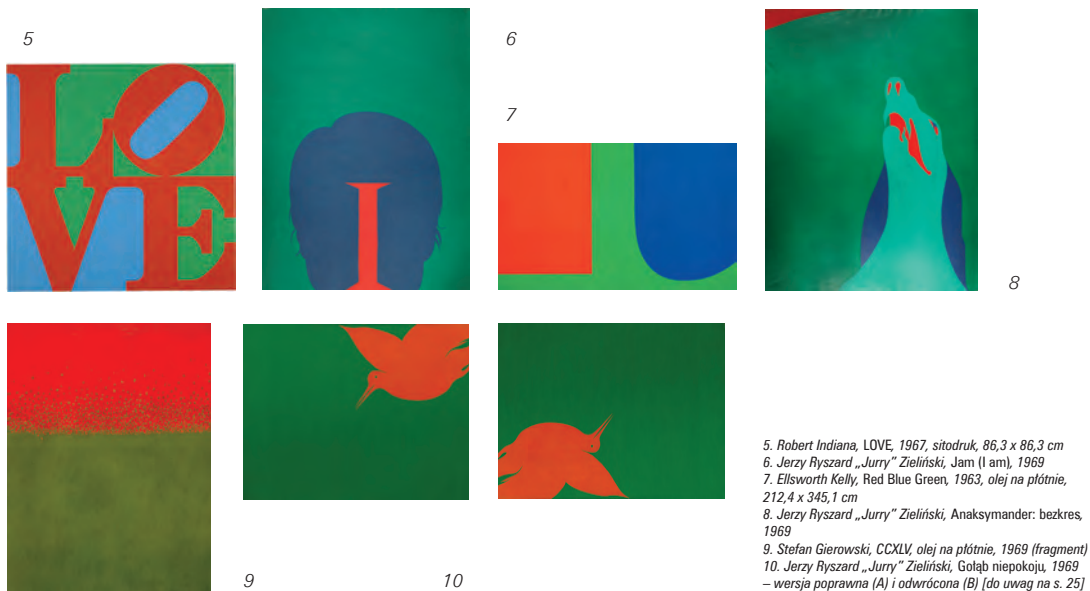 5
6
7
8
LO
VE
I
9
10
5. Robert Indiana, LOVE, 1967, sitodruk, 86,3 x 86,3 cm
6. Jerzy Ryszard „Jurry” Zieliński, Jam (I am), 1969
7. Ellsworth Kelly, Red Blue Green, 1963, olej na płótnie,
212,4 x 345,1 cm
8. Jerzy Ryszard „Jurry” Zieliński, Anaksymander: bezkres,
1969
9. Stefan Gierowski, CCXLV, olej na płótnie, 1969 (fragment)
10. Jerzy Ryszard „Jurry” Zieliński, Gołąb niepokoju, 1969
– wersja poprawna (A) i odwrócona (B) [do uwag na s. 25]